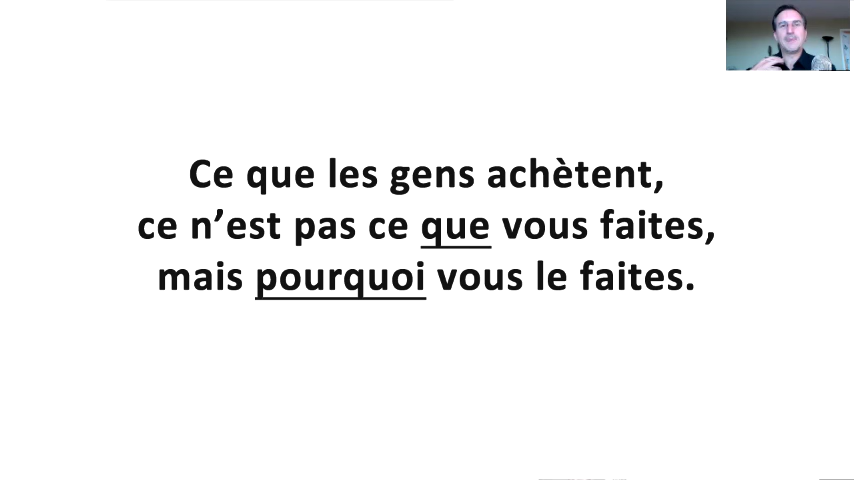 Ce que les gens achètent,
ce n’est pas ce que vous faites,
mais pourquoi vous le faites.